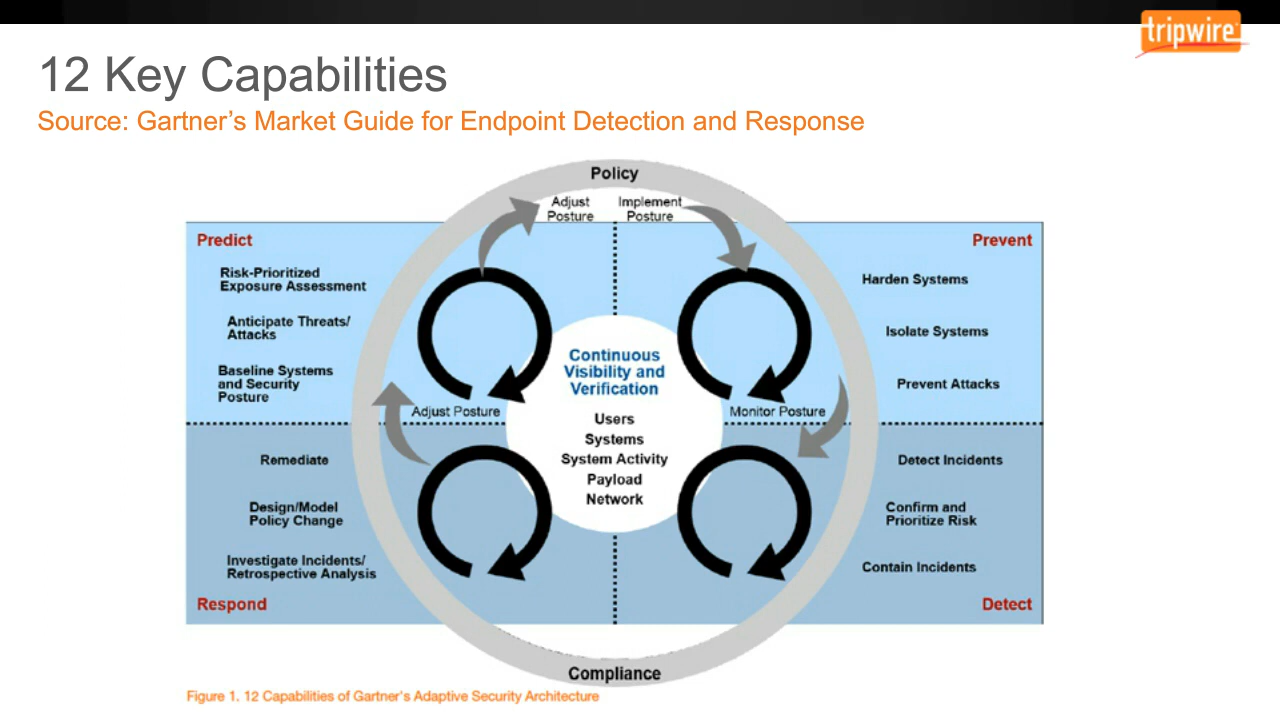 tripwire
12 Key Capabilities
Source: Gartner’s Market Guide for Endpoint Detection and Response
Policy
Adjust
Posture
Implement
Posture
Predict
Risk-Prioritized
Exposure Assessment
Anticipate Threats/
Attacks
Baseline Systems
and Security
Posture
Prevent
Harden Systems
Isolate Systems
Prevent Attacks
Continuous
Visibility and
Verification
Users
Systems
System Activity
Payload
Network
Adjust Posture
Monitor Posture
Remediate
Design/Model
Policy Change
Investigate Incidents/
Retrospective Analysis
Respond
Detect Incidents
Confirm and
Prioritize Risk
Contain Incidents
Detect
Compliance
Figure 1. 12 Capabilities of Gartner's Adaptive Security Architecture